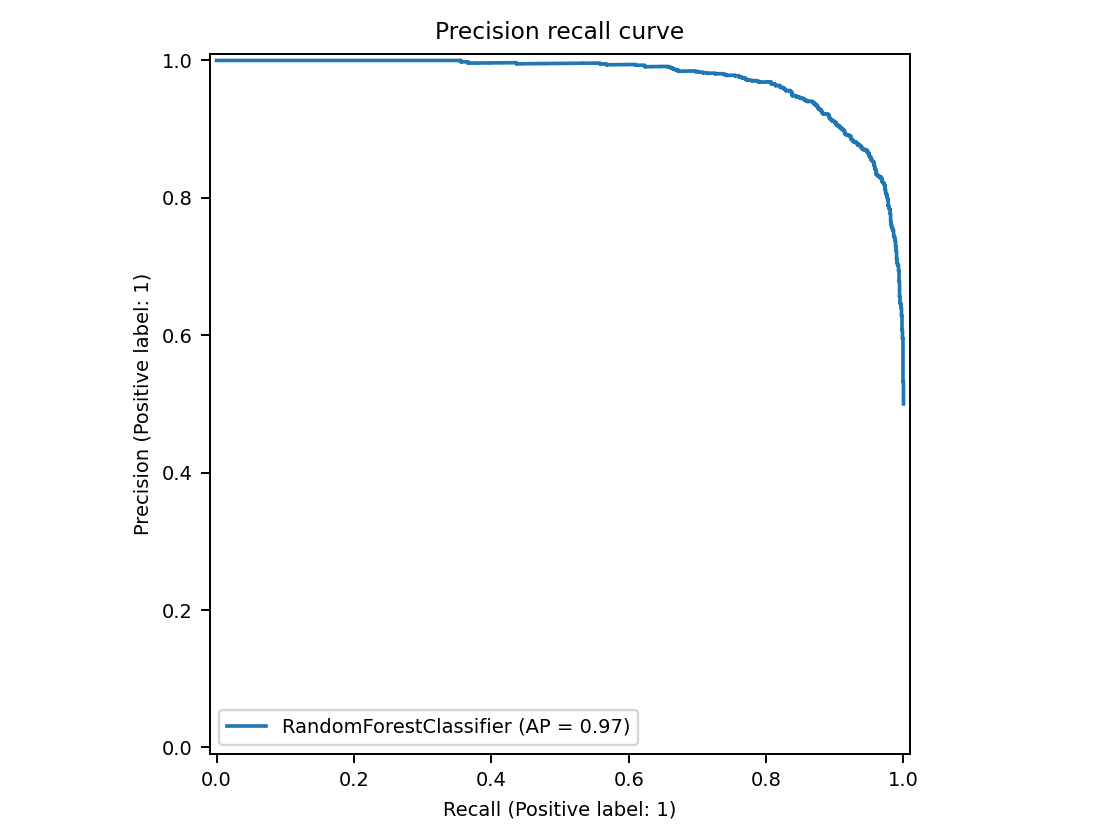 Precision recall curve
1.0
0.8
0.6
0.4
0.2
0.0
Precision (Positive label: 1)
RandomForestClassifier (AP = 0.97)
0.0 0.2 0.4 0.6 0.8 1.0
Recall (Positive label: 1)